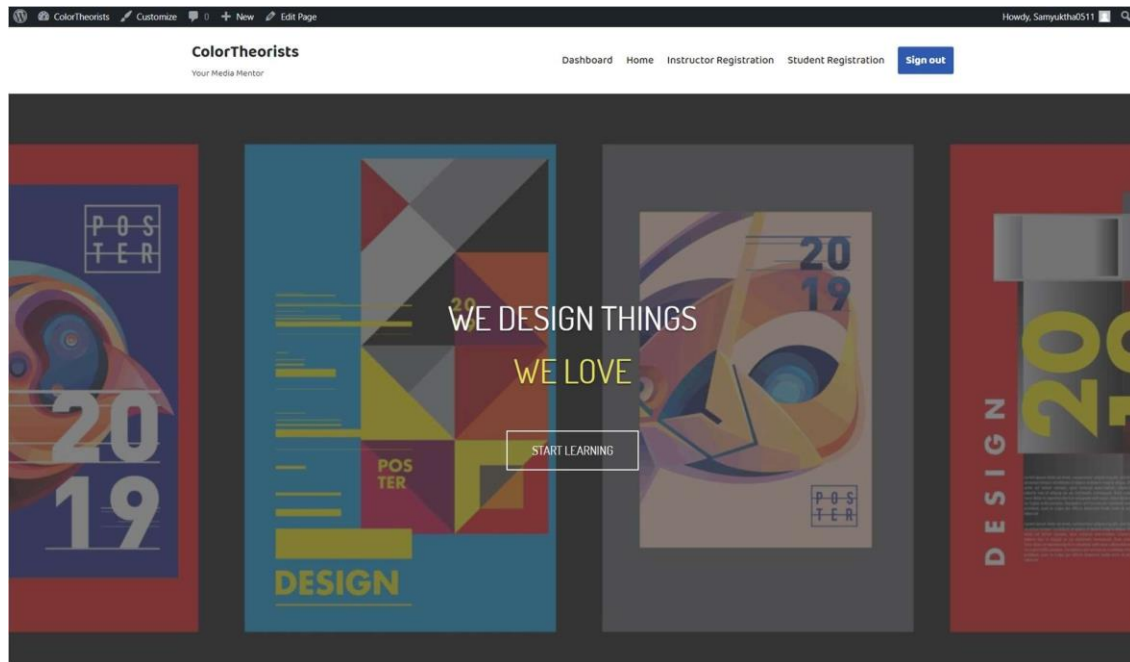 ColorTheorists Customize 0 + New Edit Page Howdy, Samyuktha0511
ColorTheorists
Your Media Mentor
Dashboard Home Instructor Registration Student Registration Sign out
POS
TER
20
19
20
19
POS
TER
DESIGN
WE DESIGN THINGS
WE LOVE
START LEARNING
20
19
POS
TER
DESIGN
20